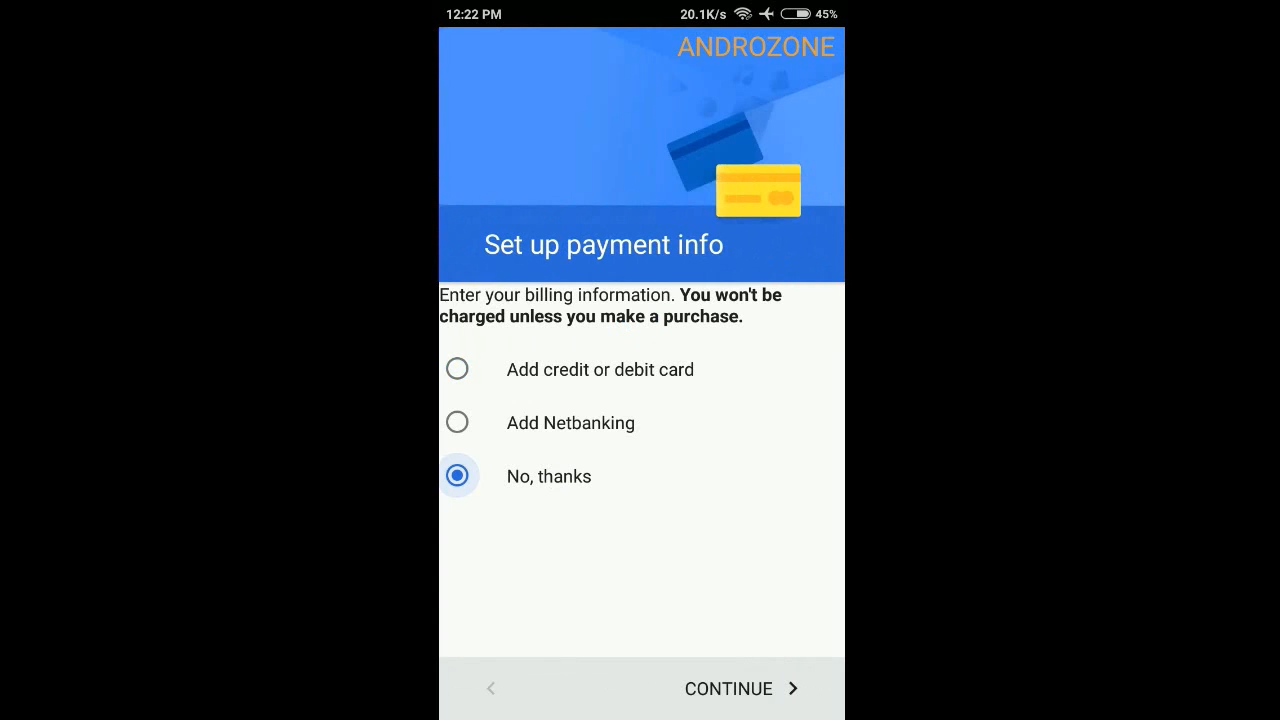 12:22 PM 20.1K/s 45%
ANDROZONE
Set up payment info
Enter your billing information. You won't be
charged unless you make a purchase.
Add credit or debit card
Add Netbanking
No, thanks
CONTINUE